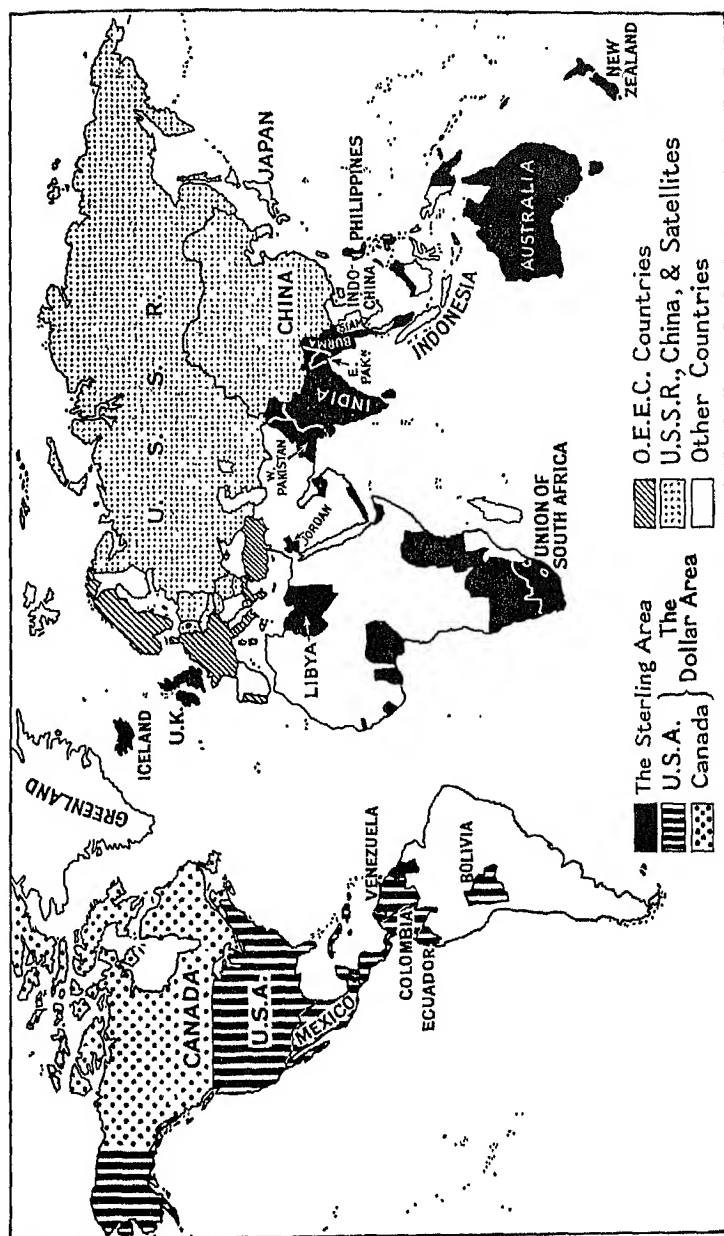 GREENLAND
ICELAND
U.K.
U. S. S. R
CANADA
U.S.A.
MEXICO
VENEZUELA
COLOMBIA
ECUADOR
BOLIVIA
LIBYA
JORDAN
W.
PAKISTAN
INDIA
E.
PAK.
BURMA
SIAM
INDO-
CHINA
CHINA
JAPAN
PHILIPPINES
INDONESIA
AUSTRALIA
NEW
ZEALAND
UNION OF
SOUTH AFRICA
The Sterling Area
U.S.A.
Canada
The
Dollar Area
O.E.E.C. Countries
U.S.S.R., China, & Satellites
Other Countries